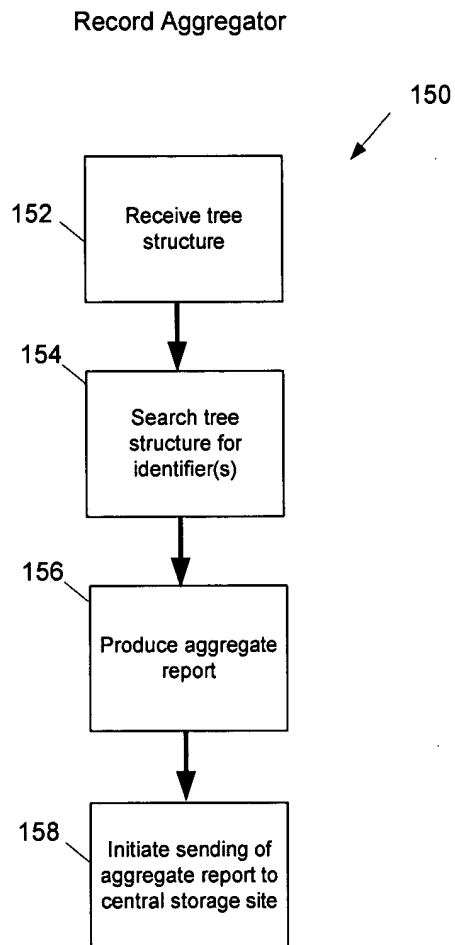 Record Aggregator
150
152
Receive tree
structure
154
Search tree
structure for
identifier(s)
156
Produce aggregate
report
158
Initiate sending of
aggregate report to
central storage site